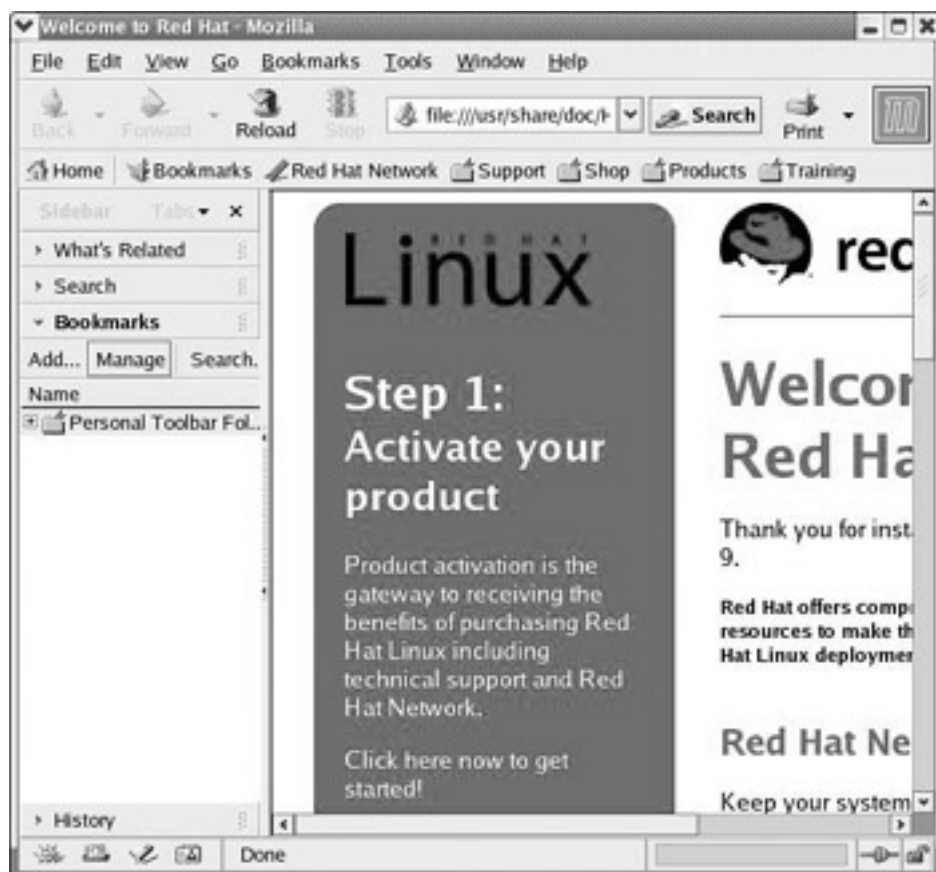 Welcome to Red Hat - Mozilla
File Edit View Go Bookmarks Tools Window Help
Back Forward Reload Stop file:///usr/share/doc/H Search Print
Home Bookmarks Red Hat Network Support Shop Products Training
Sidebar Tabs
What's Related
Search
Bookmarks
Add... Manage Search.
Name
Personal Toolbar Fol...
History
RED HAT
Linux
Step 1:
Activate your
product
Product activation is the
gateway to receiving the
benefits of purchasing Red
Hat Linux including
technical support and Red
Hat Network.
Click here now to get
started!
red
Welcom
Red Ha
Thank you for inst
9.
Red Hat offers comp
resources to make th
Hat Linux deploymen
Red Hat Ne
Keep your system
Done